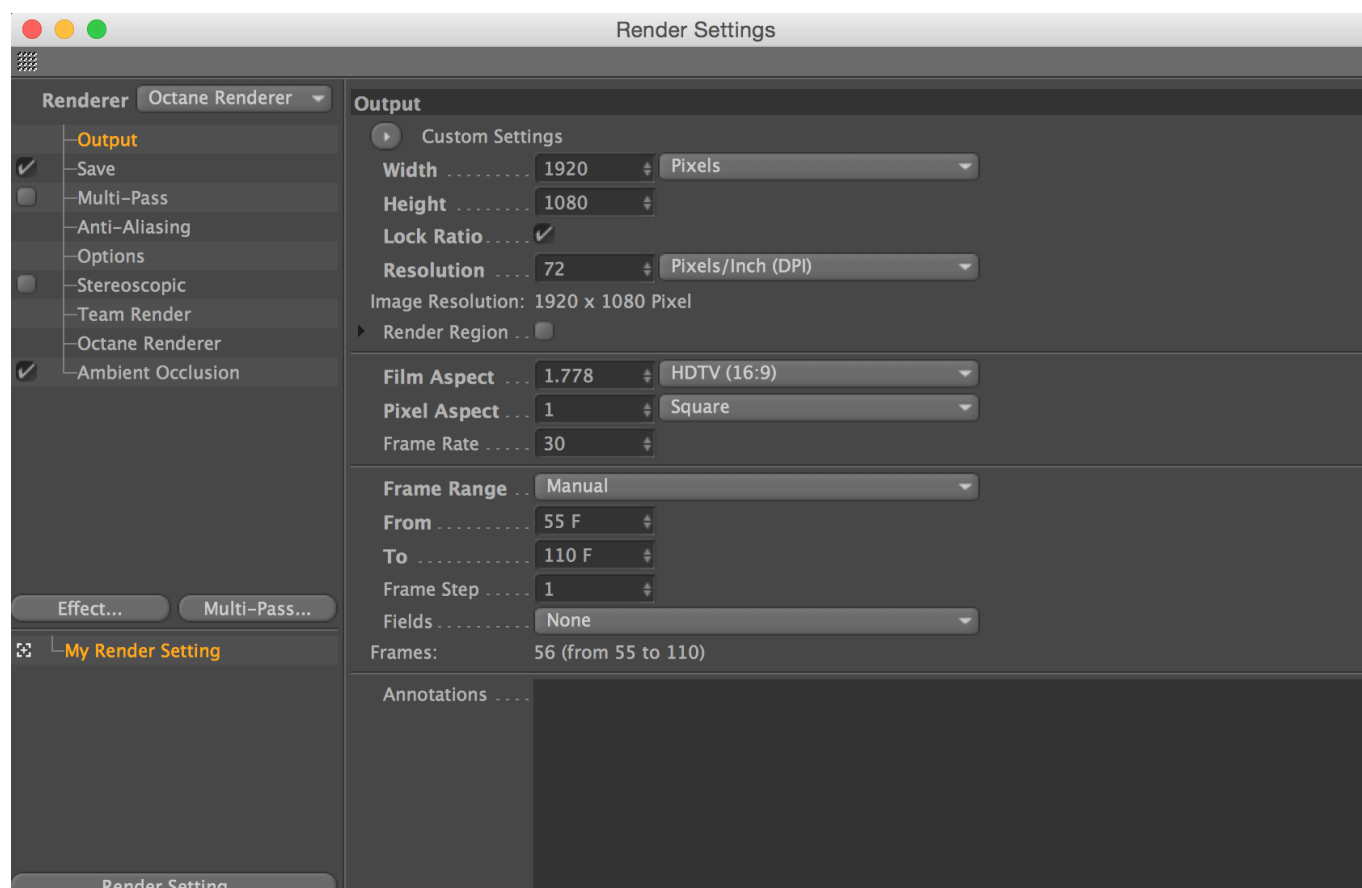 Render Settings
Renderer Octane Renderer
Output
Save
Multi-Pass
Anti-Aliasing
Options
Stereoscopic
Team Render
Octane Renderer
Ambient Occlusion
Effect... Multi-Pass...
My Render Setting
Render Setting
Output
Custom Settings
Width ......... 1920 Pixels
Height ........ 1080
Lock Ratio.....
Resolution .... 72 Pixels/Inch (DPI)
Image Resolution: 1920 x 1080 Pixel
Render Region ..
Film Aspect ... 1.778 HDTV (16:9)
Pixel Aspect ... 1 Square
Frame Rate ..... 30
Frame Range .. Manual
From .......... 55 F
To ............ 110 F
Frame Step ..... 1
Fields .......... None
Frames: 56 (from 55 to 110)
Annotations ....